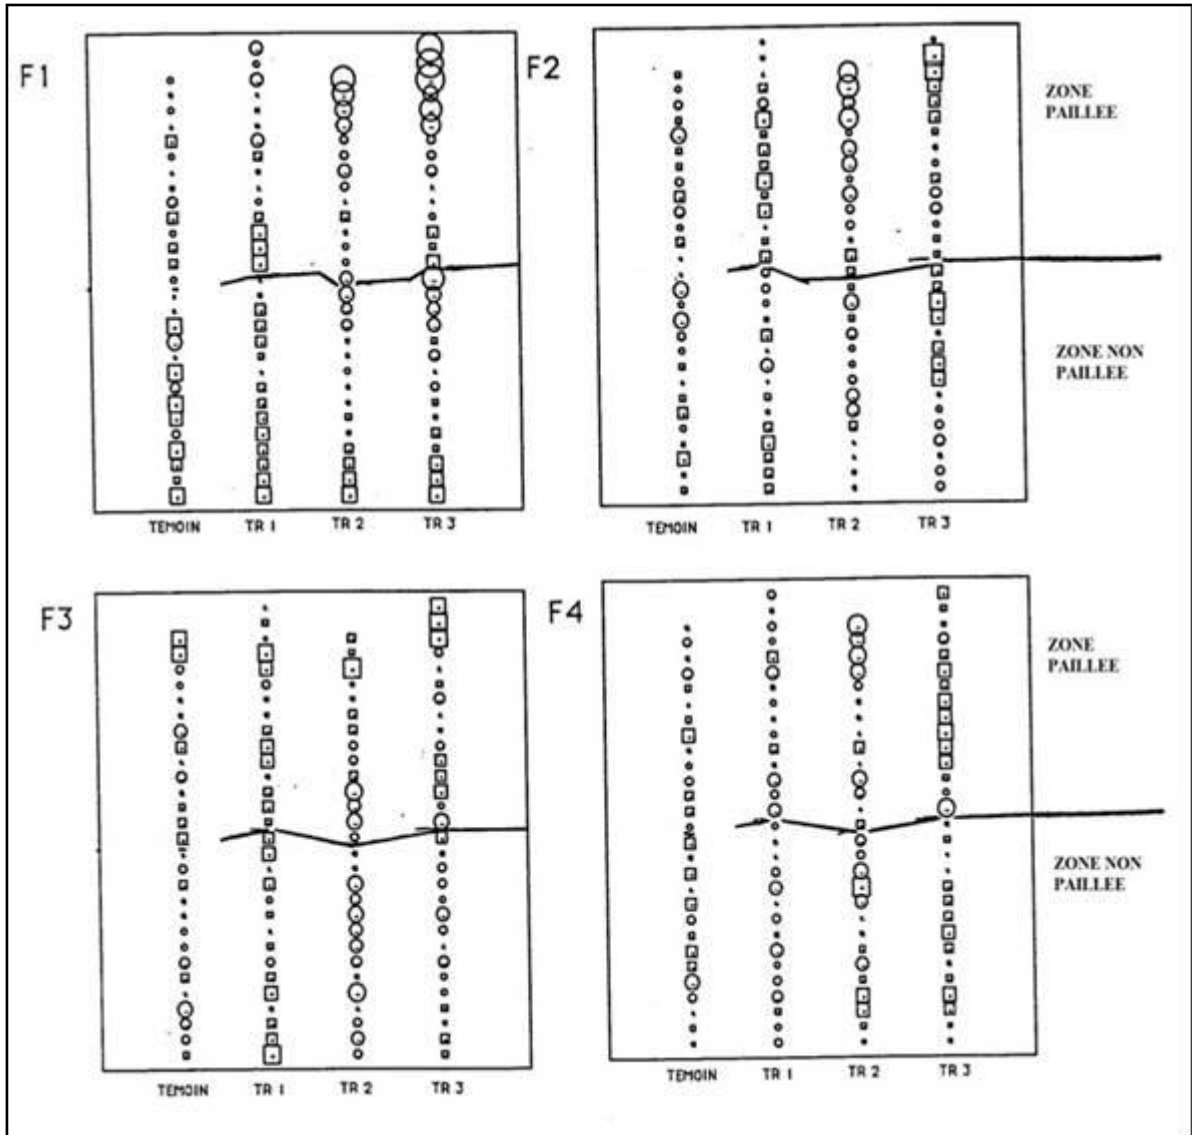 F1
F2
ZONE
PAILLEE
ZONE NON
PAILLEE
TEMOIN TR 1 TR 2 TR 3
TEMOIN TR 1 TR 2 TR 3
F3
F4
ZONE
PAILLEE
ZONE NON
PAILLEE
TEMOIN TR 1 TR 2 TR 3
TEMOIN TR 1 TR 2 TR 3